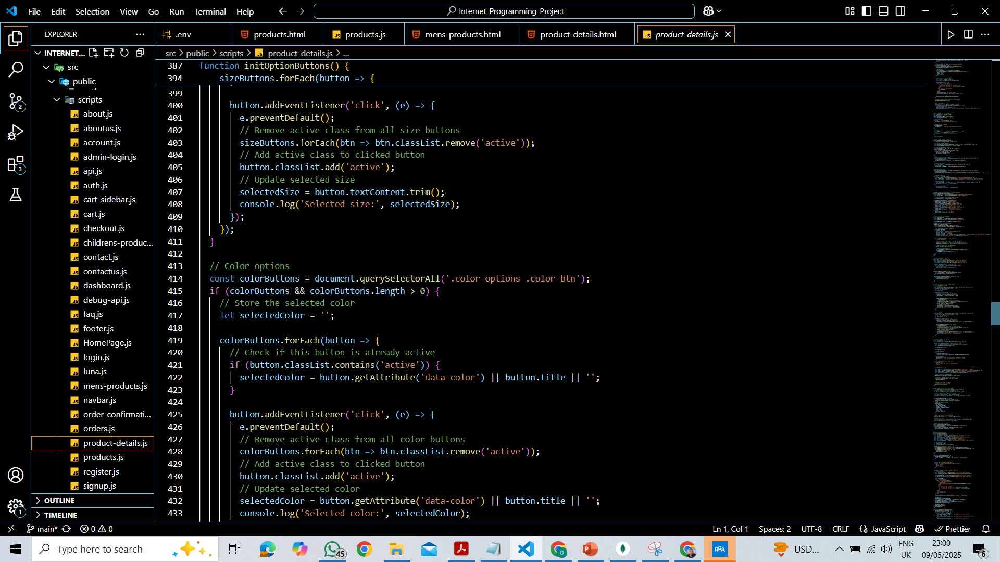 File Edit Selection View Go Run Terminal Help
Internet_Programming_Project
EXPLORER
.env
products.html
products.js
mens-products.html
product-details.html
product-details.js
INTERNET...
src > public > scripts > product-details.js > ...
src
public
scripts
about.js
aboutus.js
account.js
admin-login.js
api.js
auth.js
cart-sidebar.js
cart.js
checkout.js
childrens-produc...
contact.js
contactus.js
dashboard.js
debug-api.js
faq.js
footer.js
HomePage.js
login.js
luna.js
mens-products.js
navbar.js
order-confirmati...
orders.js
product-details.js
products.js
register.js
signup.js
OUTLINE
TIMELINE
2
3
1
387 function initOptionButtons() {
394 sizeButtons.forEach(button => {
399
400 button.addEventListener('click', (e) => {
401 e.preventDefault();
402 // Remove active class from all size buttons
403 sizeButtons.forEach(btn => btn.classList.remove('active'));
404 // Add active class to clicked button
405 button.classList.add('active');
406 // Update selected size
407 selectedSize = button.textContent.trim();
408 console.log('Selected size:', selectedSize);
409 });
410 });
411 }
412
413 // Color options
414 const colorButtons = document.querySelectorAll('.color-options .color-btn');
415 if (colorButtons && colorButtons.length > 0) {
416 // Store the selected color
417 let selectedColor = '';
418
419 colorButtons.forEach(button => {
420 // Check if this button is already active
421 if (button.classList.contains('active')) {
422 selectedColor = button.getAttribute('data-color') || button.title || '';
423 }
424
425 button.addEventListener('click', (e) => {
426 e.preventDefault();
427 // Remove active class from all color buttons
428 colorButtons.forEach(btn => btn.classList.remove('active'));
429 // Add active class to clicked button
430 button.classList.add('active');
431 // Update selected color
432 selectedColor = button.getAttribute('data-color') || button.title || '';
433 console.log('Selected color:', selectedColor);
main* 0 0
Ln 1, Col 1 Spaces: 2 UTF-8 CRLF JavaScript Prettier
Type here to search
45
USD...
ENG
UK
23:00
09/05/2025
6